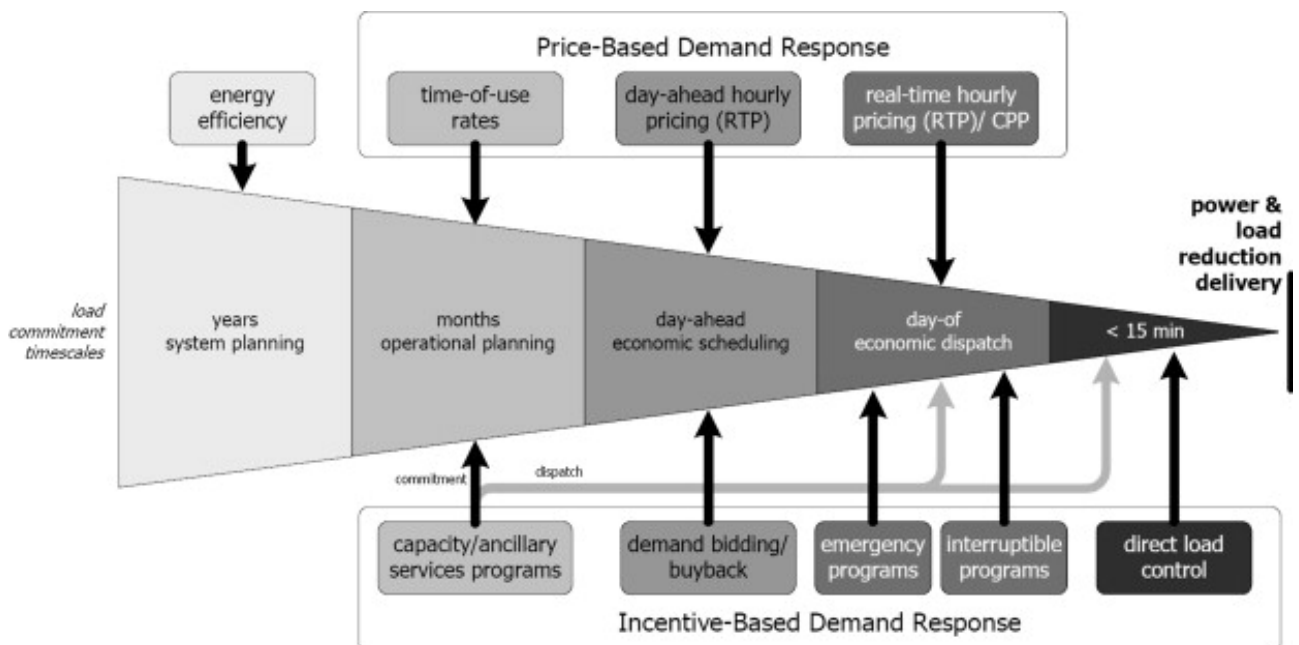 Price-Based Demand Response
energy
efficiency
time-of-use
rates
day-ahead hourly
pricing (RTP)
real-time hourly
pricing (RTP)/ CPP
power &
load
reduction
delivery
load
commitment
timescales
years
system planning
months
operational planning
day-ahead
economic scheduling
day-of
economic dispatch
< 15 min
commitment
dispatch
capacity/ancillary
services programs
demand bidding/
buyback
emergency
programs
interruptible
programs
direct load
control
Incentive-Based Demand Response